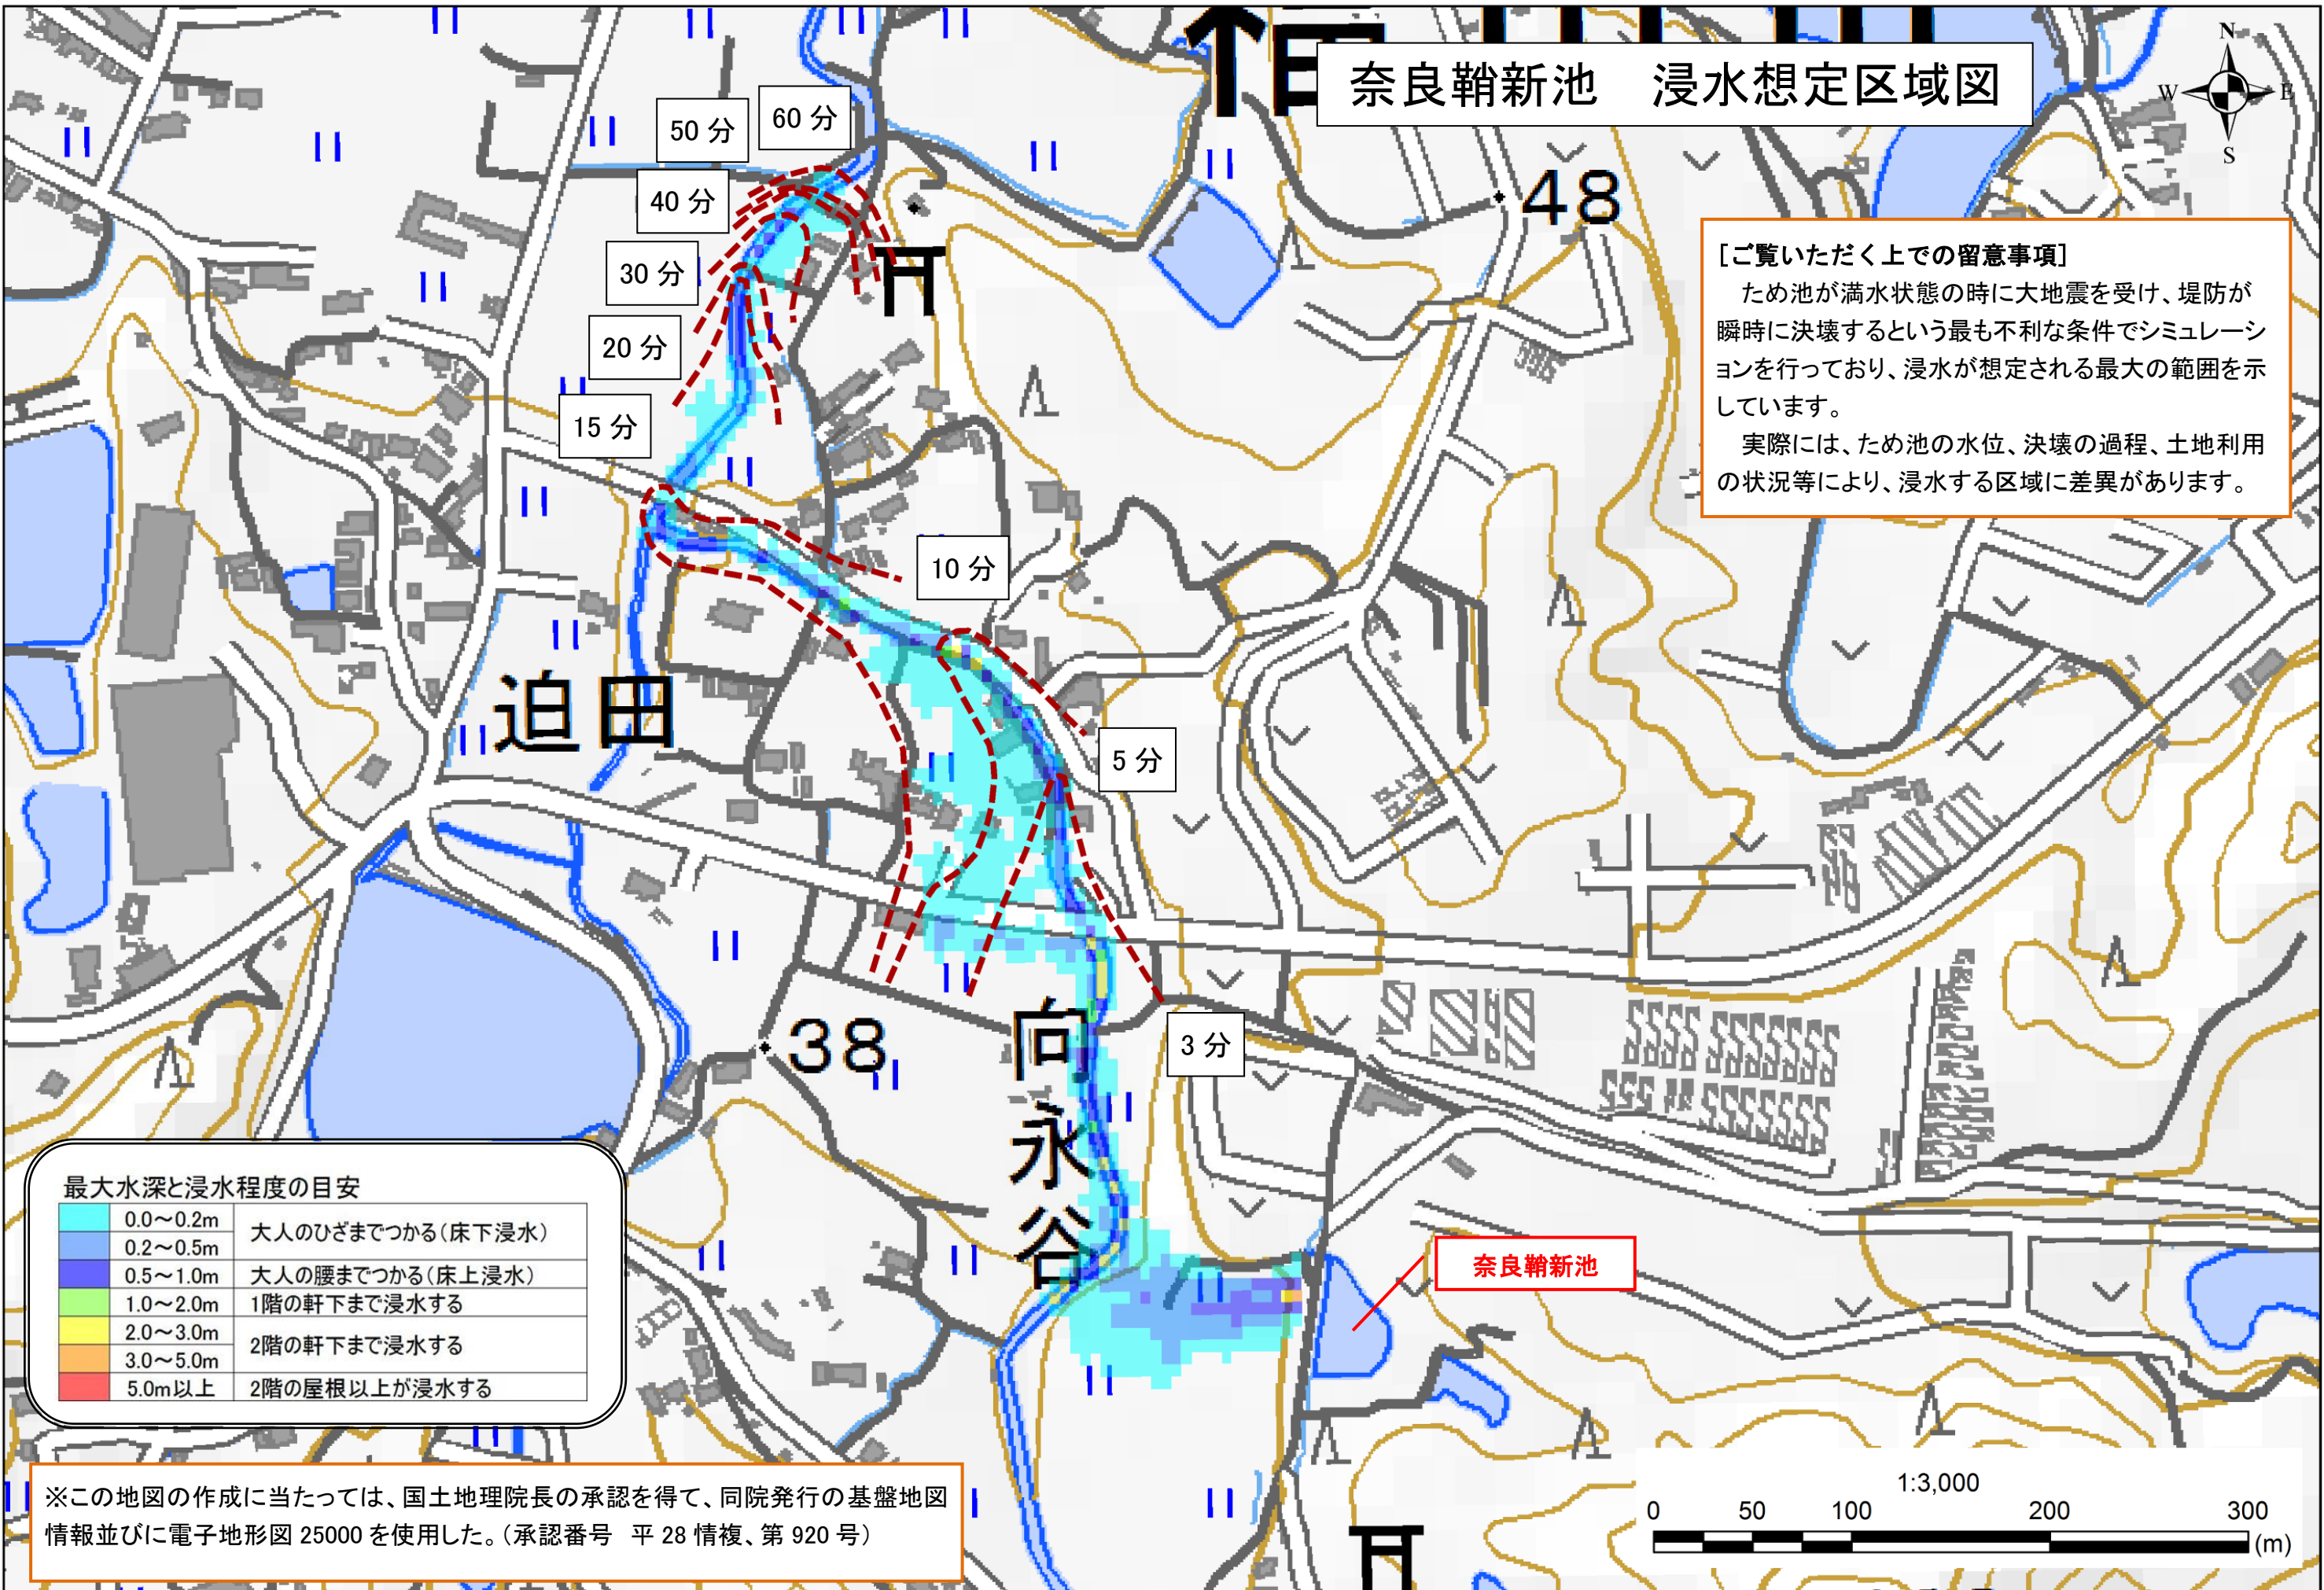 奈良鞘新池　浸水想定区域図
N
W
E
S
60 分
50 分
40 分
30 分
20 分
15 分
10 分
5 分
3 分
48
[ご覧いただく上での留意事項]
ため池が満水状態の時に大地震を受け、堤防が
瞬時に決壊するという最も不利な条件でシミュレーシ
ョンを行っており、浸水が想定される最大の範囲を示
しています。
実際には、ため池の水位、決壊の過程、土地利用
の状況等により、浸水する区域に差異があります。
迫田
38
向永谷
奈良鞘新池
最大水深と浸水程度の目安
0.0～0.2m
大人のひざまでつかる(床下浸水)
0.2～0.5m
0.5～1.0m 大人の腰までつかる(床上浸水)
1.0～2.0m 1階の軒下まで浸水する
2.0～3.0m
2階の軒下まで浸水する
3.0～5.0m
5.0m以上 2階の屋根以上が浸水する
※この地図の作成に当たっては、国土地理院長の承認を得て、同院発行の基盤地図
情報並びに電子地形図 25000 を使用した。(承認番号　平 28 情複、第 920 号)
1:3,000
0 50 100 200 300
(m)